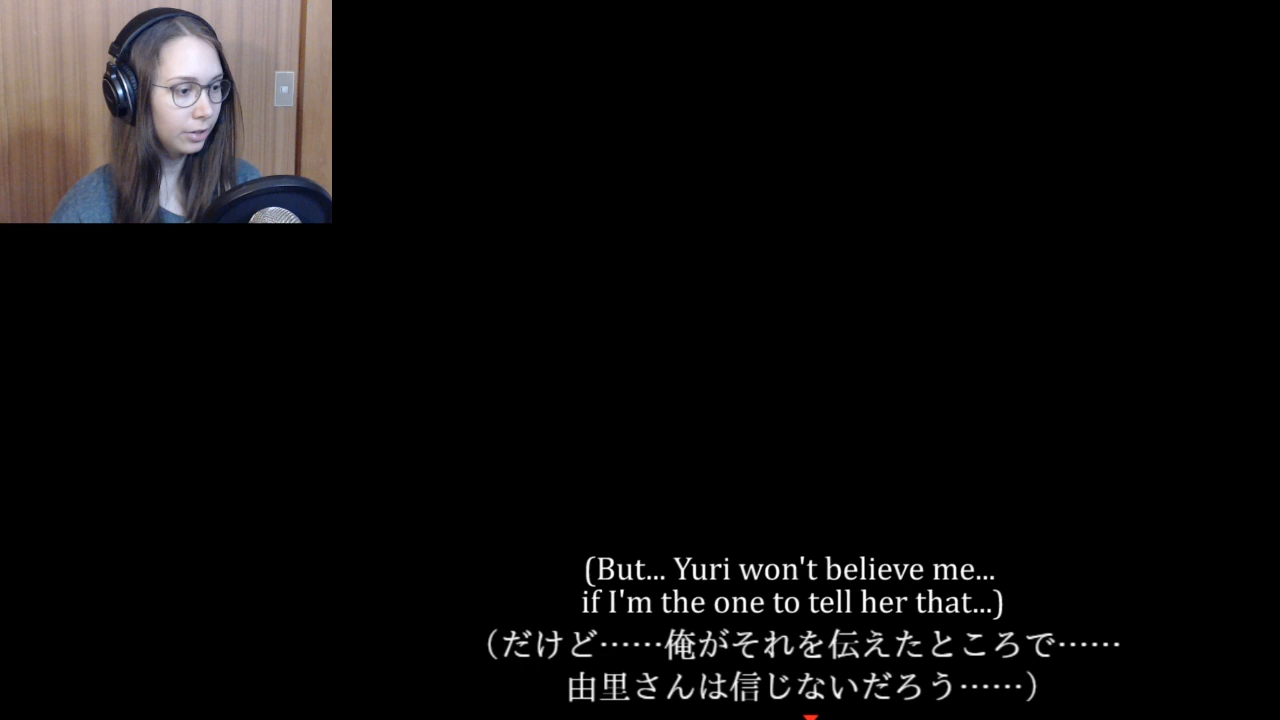 (But... Yuri won't believe me...
if I'm the one to tell her that...)
（だけど……俺がそれを伝えたところで……
由里さんは信じないだろう……）